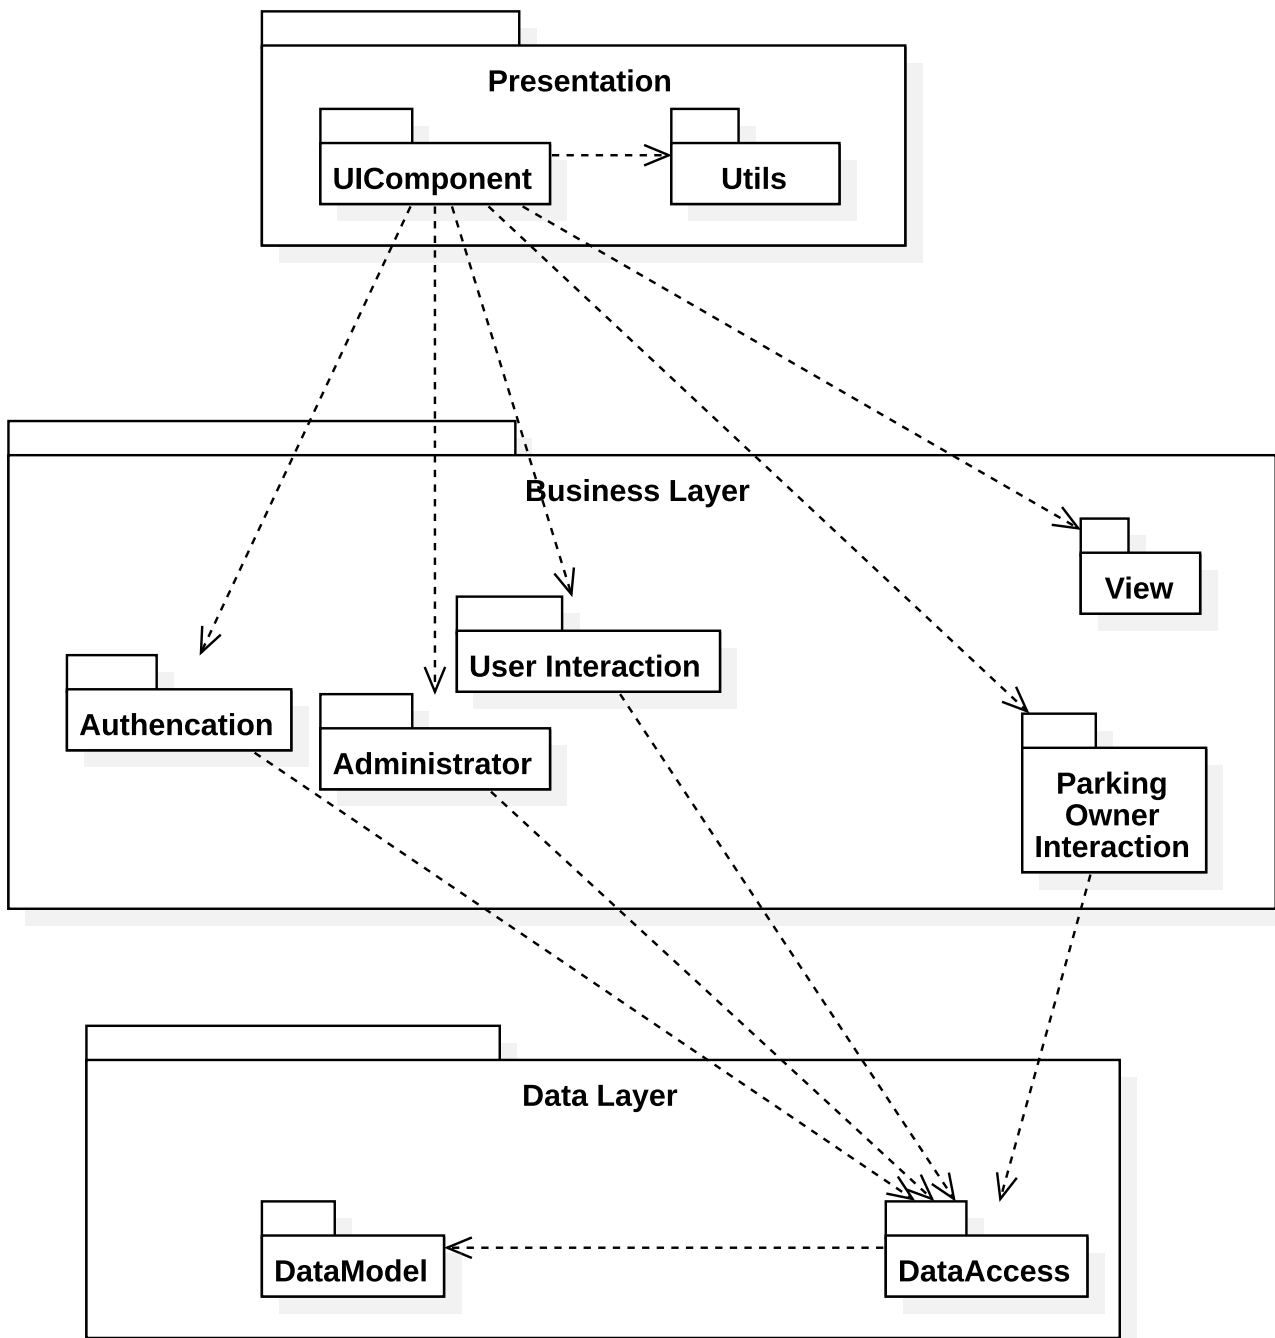 Presentation
UIComponent
Utils
Business Layer
View
User Interaction
Authencation
Administrator
Parking
Owner
Interaction
Data Layer
DataModel
DataAccess